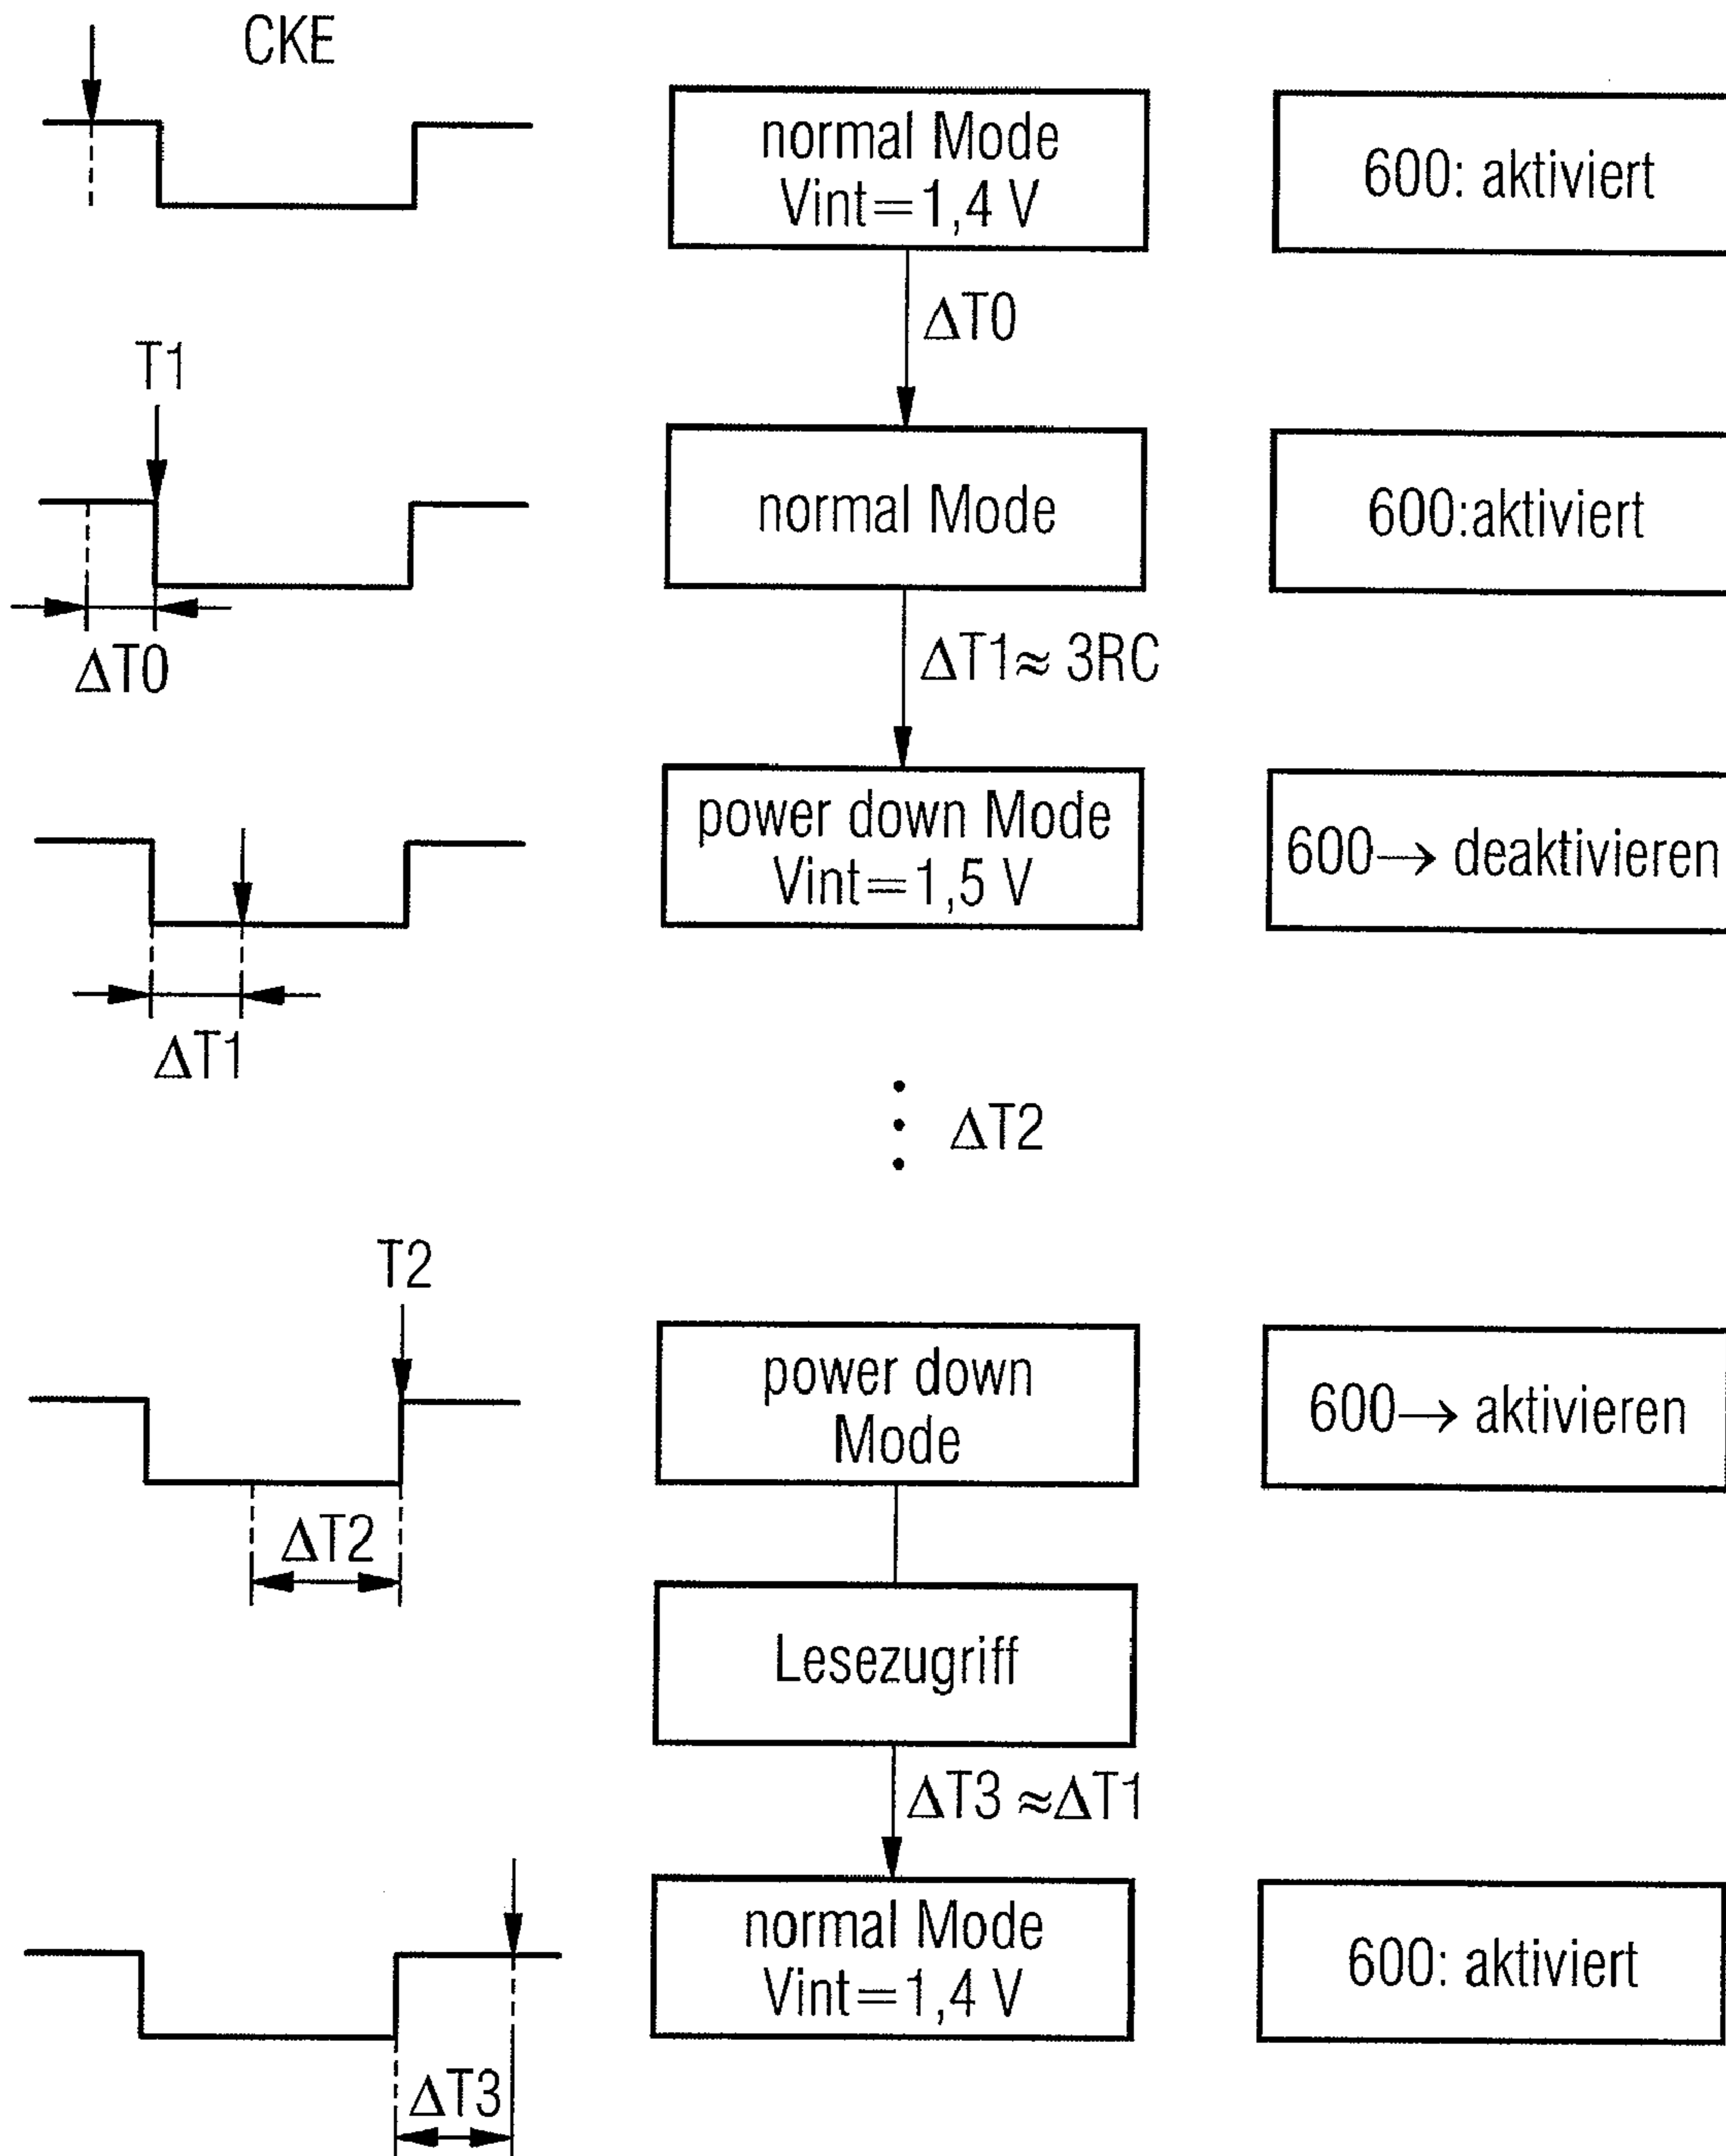 CKE
normal Mode
Vint=1,4 V
600: aktiviert
ΔT0
T1
normal Mode
600:aktiviert
ΔT0
ΔT1≈ 3RC
power down Mode
Vint=1,5 V
600→ deaktivieren
ΔT1
ΔT2
T2
power down
Mode
600→ aktivieren
ΔT2
Lesezugriff
ΔT3 ≈ΔT1
normal Mode
Vint=1,4 V
600: aktiviert
ΔT3